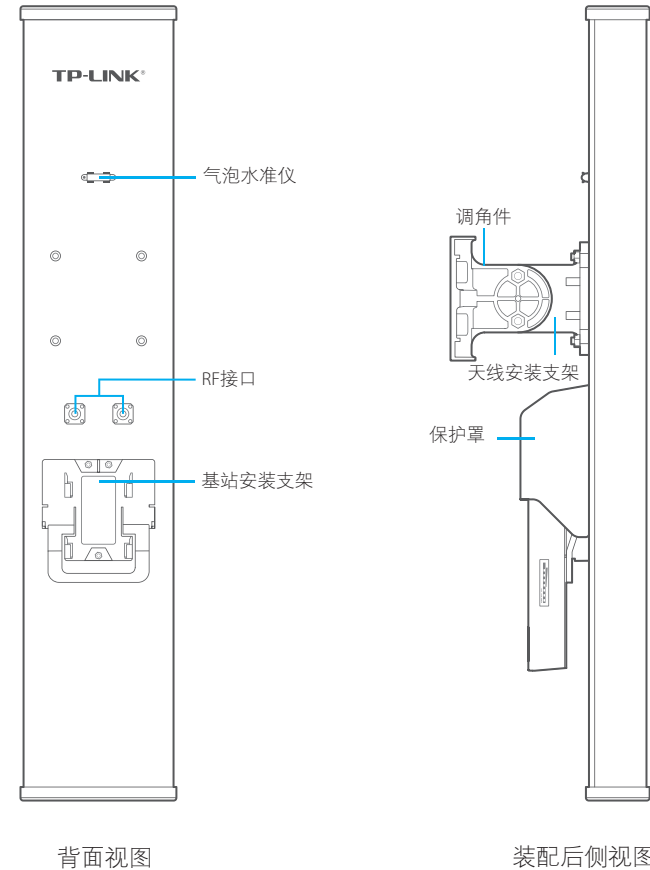 TP-LINK®
气泡水准仪
调角件
天线安装支架
RF接口
保护罩
基站安装支架
背面视图
装配后侧视图